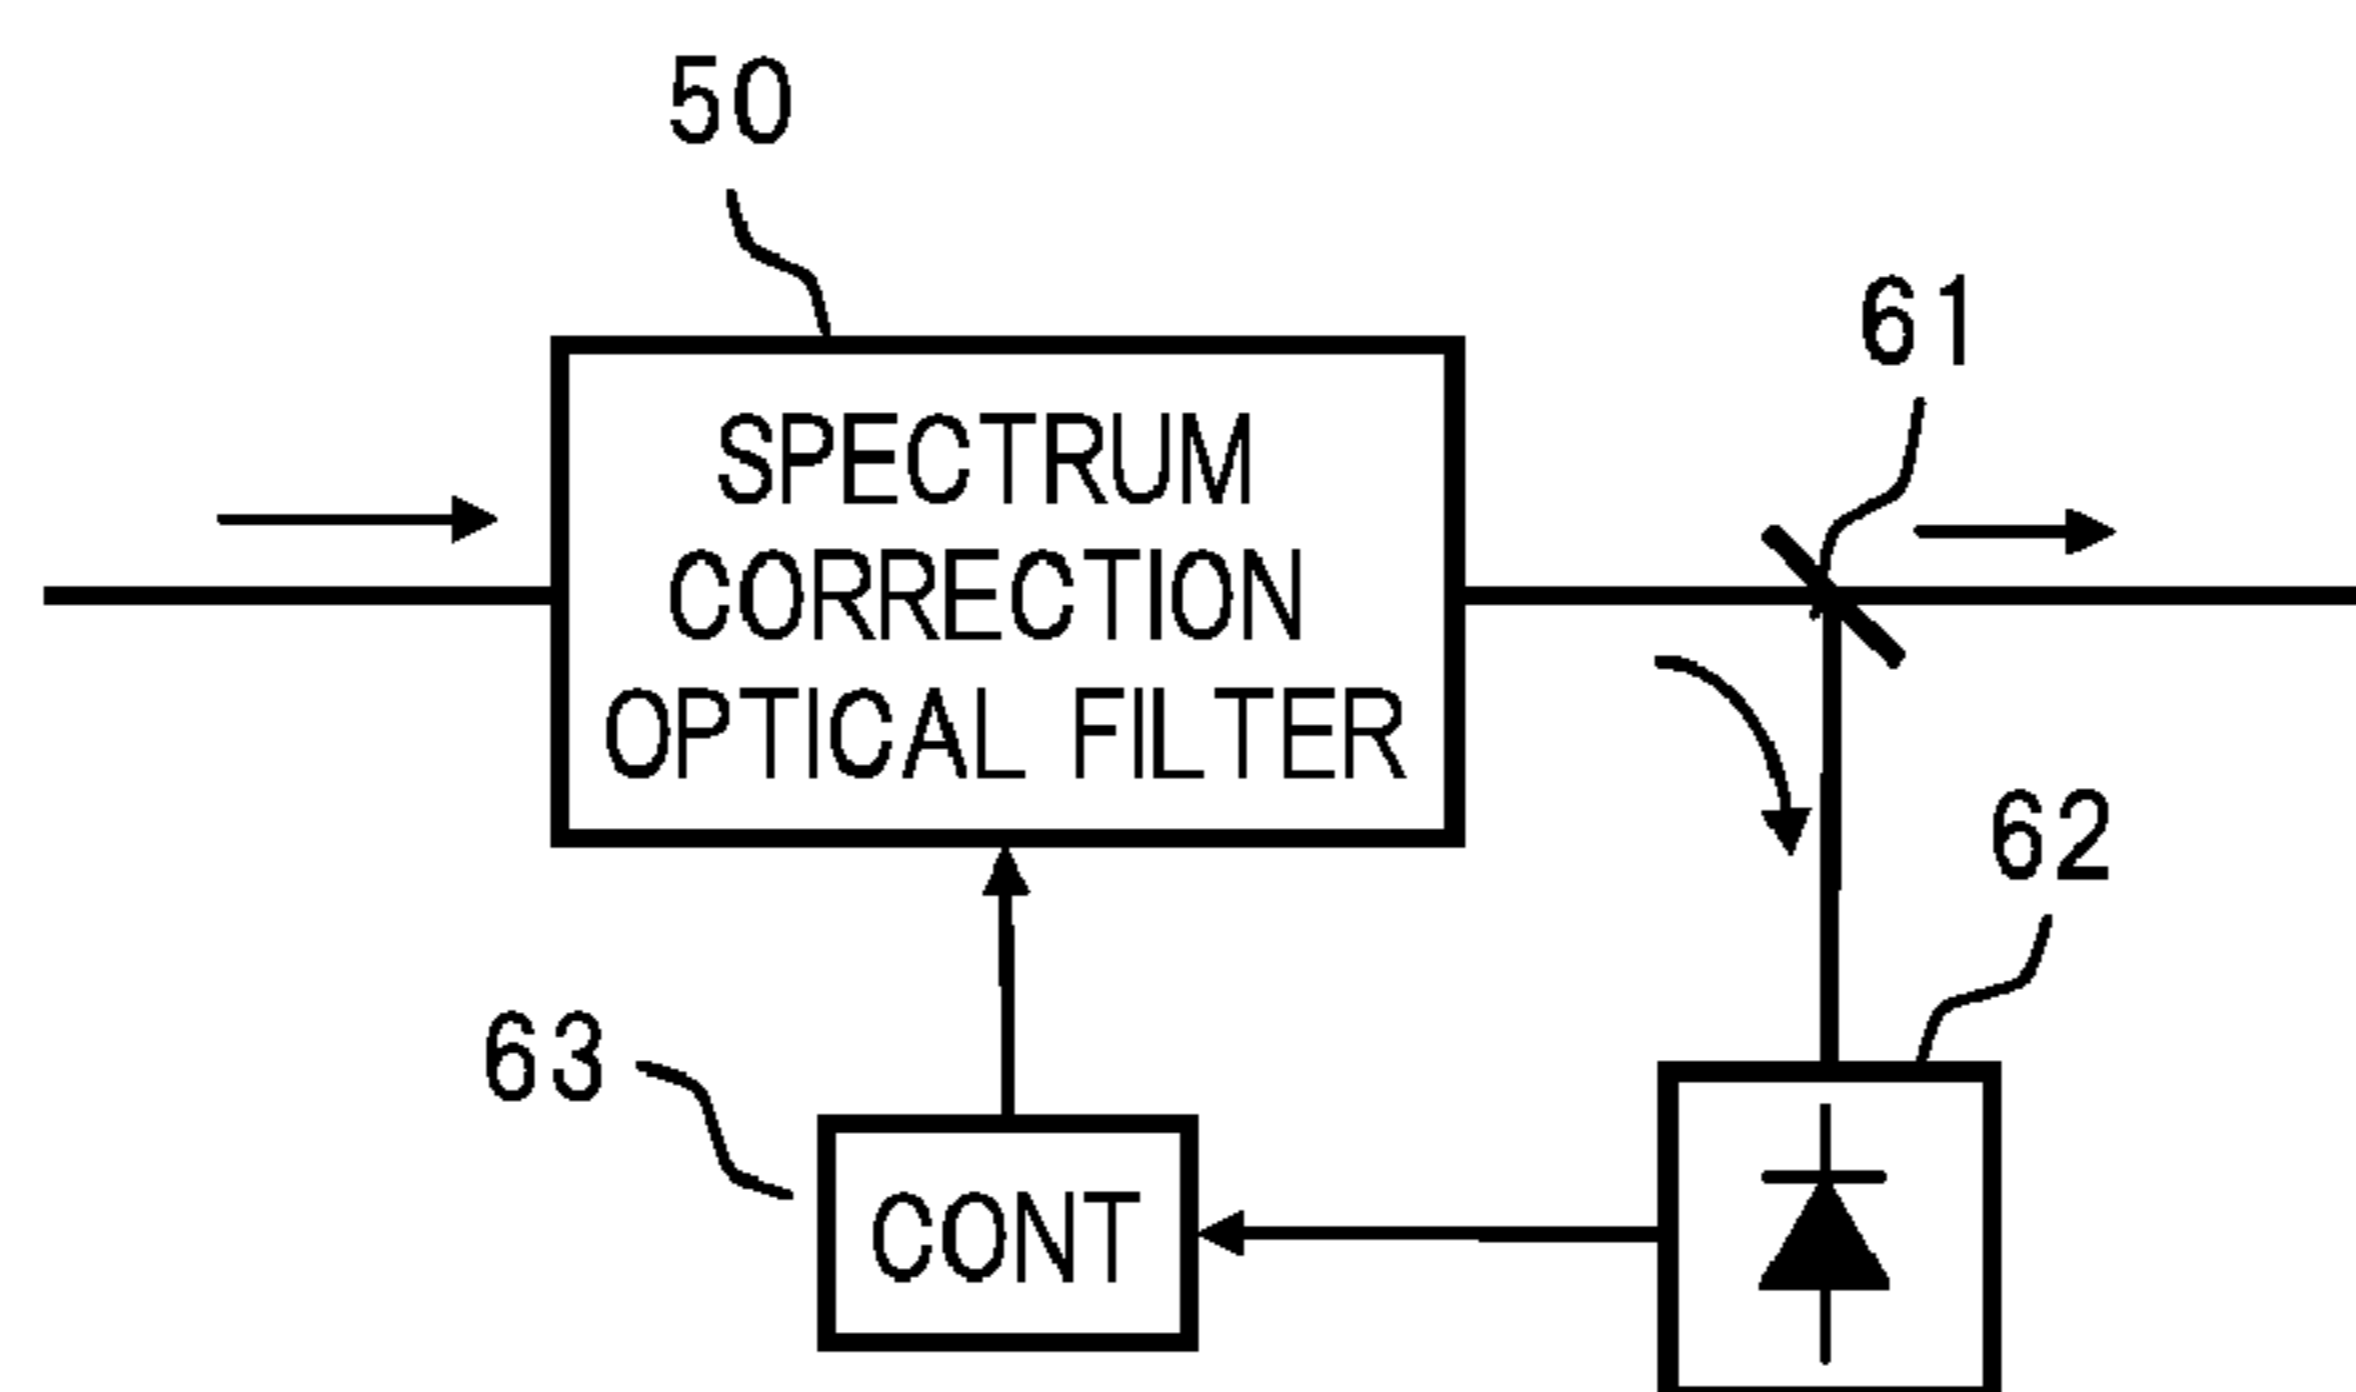 50
61
SPECTRUM
CORRECTION
OPTICAL FILTER
62
63
CONT